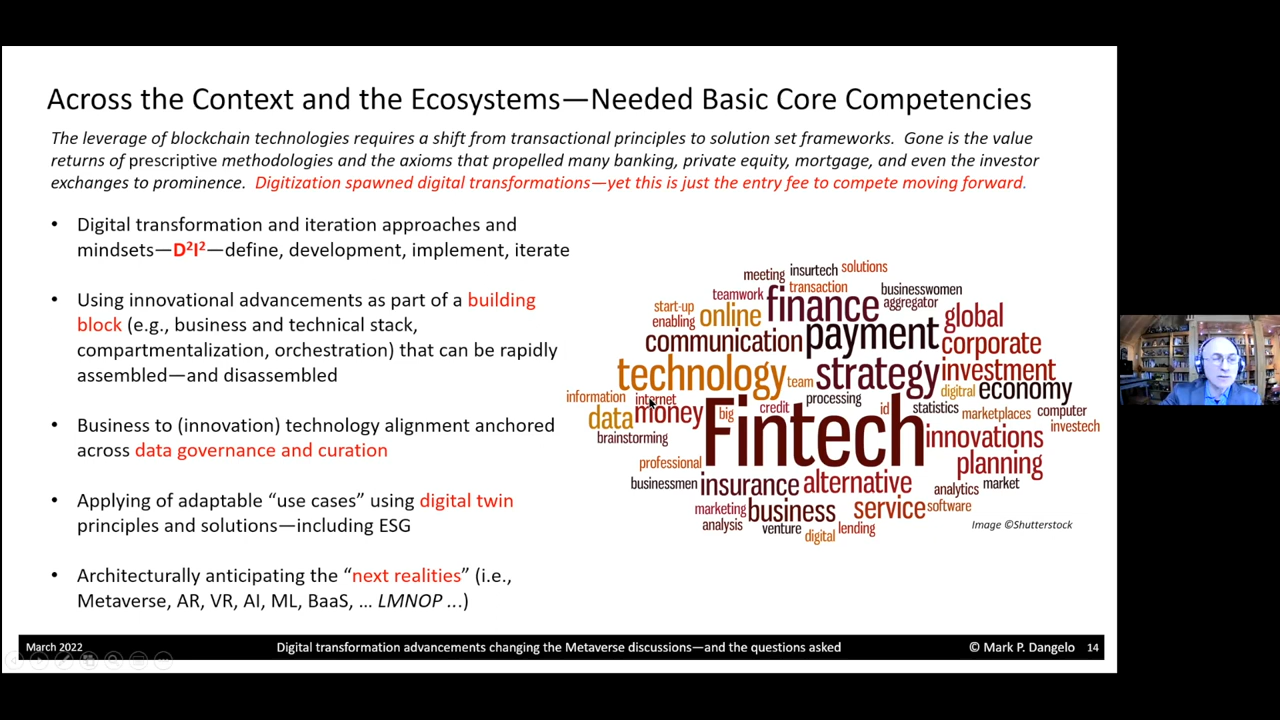 Across the Context and the Ecosystems—Needed Basic Core Competencies
The leverage of blockchain technologies requires a shift from transactional principles to solution set frameworks.  Gone is the value
returns of prescriptive methodologies and the axioms that propelled many banking, private equity, mortgage, and even the investor
exchanges to prominence.  Digitization spawned digital transformations—yet this is just the entry fee to compete moving forward.
• Digital transformation and iteration approaches and
mindsets—D²I²—define, development, implement, iterate
• Using innovational advancements as part of a building
block (e.g., business and technical stack,
compartmentalization, orchestration) that can be rapidly
assembled—and disassembled
• Business to (innovation) technology alignment anchored
across data governance and curation
• Applying of adaptable “use cases” using digital twin
principles and solutions—including ESG
• Architecturally anticipating the “next realities” (i.e.,
Metaverse, AR, VR, AI, ML, BaaS, … LMNOP …)
meeting insurtech solutions
teamwork transaction businesswomen
start-up finance aggregator
enabling online global
communication payment corporate
technology team strategy investment
digitral economy
information internet processing
data money big credit id statistics marketplaces computer
brainstorming Fintech innovations investech
professional planning
businessmen insurance alternative analytics market
marketing business service software
analysis venture digital lending
Image ©Shutterstock
March 2022
Digital transformation advancements changing the Metaverse discussions—and the questions asked
© Mark P. Dangelo 14